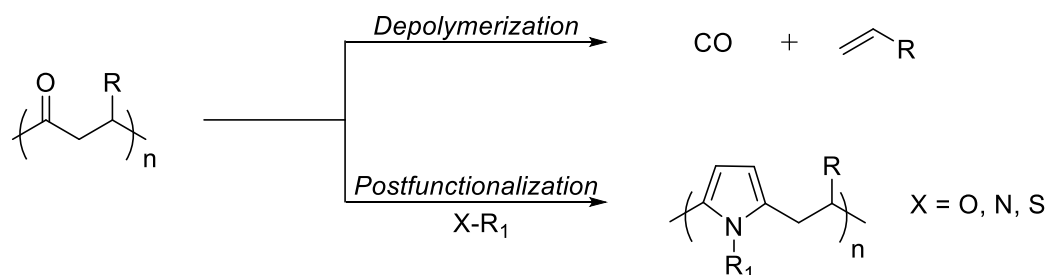 Depolymerization
CO + R
O R
n
Postfunctionalization
X-R₁
R
N
R₁
n
X = O, N, S